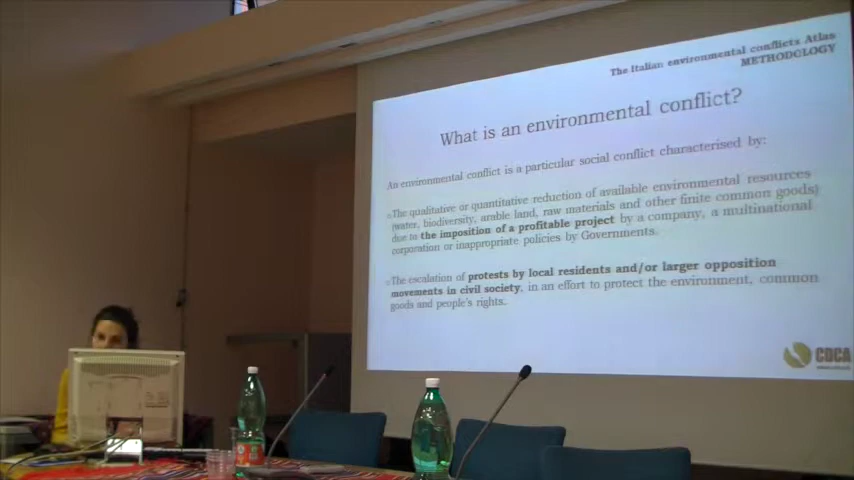 The Italian environmental conflicts Atlas
METHODOLOGY
What is an environmental conflict?
An environmental conflict is a particular social conflict characterised by:
The qualitative or quantitative reduction of available environmental resources
(water, biodiversity, arable land, raw materials and other finite common goods)
due to the imposition of a profitable project by a company, a multinational
corporation or inappropriate policies by Governments.
The escalation of protests by local residents and/or larger opposition
movements in civil society, in an effort to protect the environment, common
goods and people's rights.
CDCA